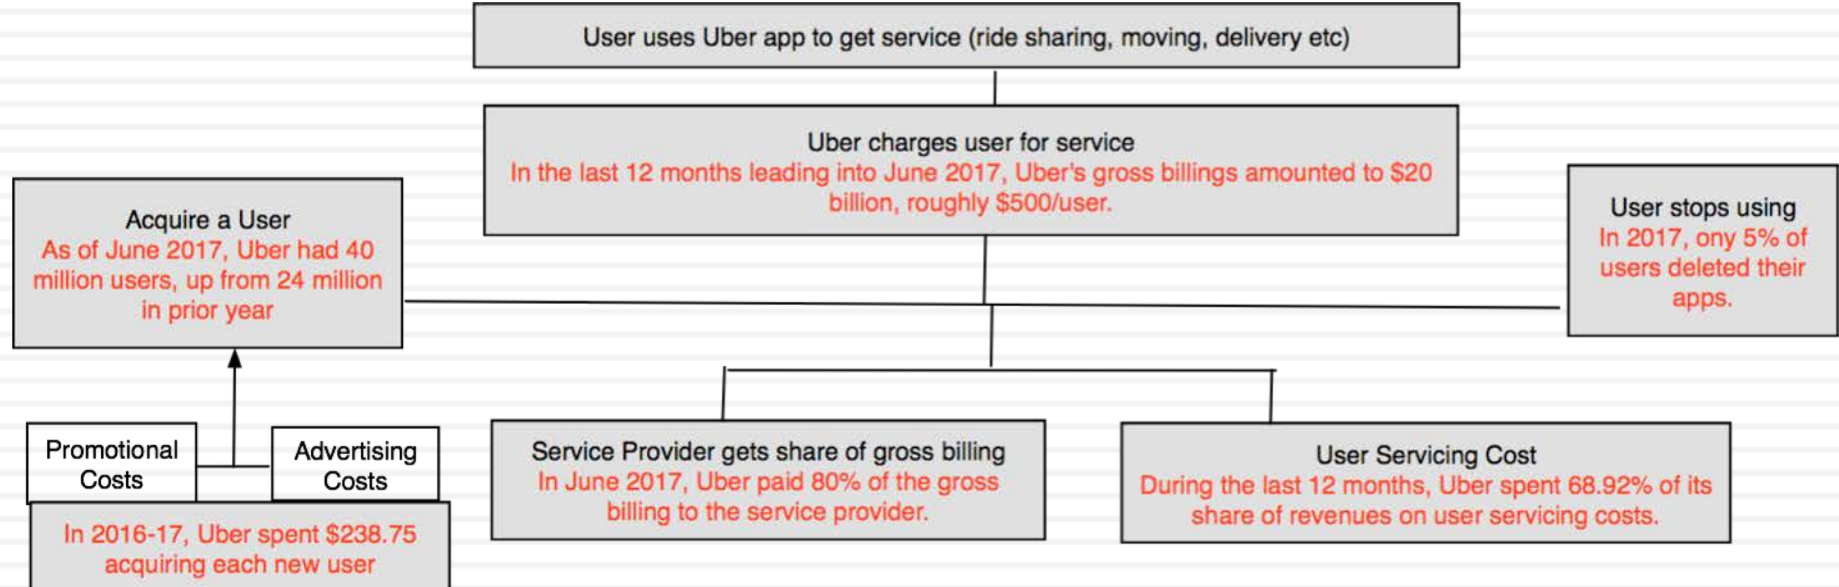 User uses Uber app to get service (ride sharing, moving, delivery etc)
Uber charges user for service
In the last 12 months leading into June 2017, Uber's gross billings amounted to $20
billion, roughly $500/user.
Acquire a User
As of June 2017, Uber had 40
million users, up from 24 million
in prior year
User stops using
In 2017, ony 5% of
users deleted their
apps.
Promotional
Costs
Advertising
Costs
In 2016-17, Uber spent $238.75
acquiring each new user
Service Provider gets share of gross billing
In June 2017, Uber paid 80% of the gross
billing to the service provider.
User Servicing Cost
During the last 12 months, Uber spent 68.92% of its
share of revenues on user servicing costs.